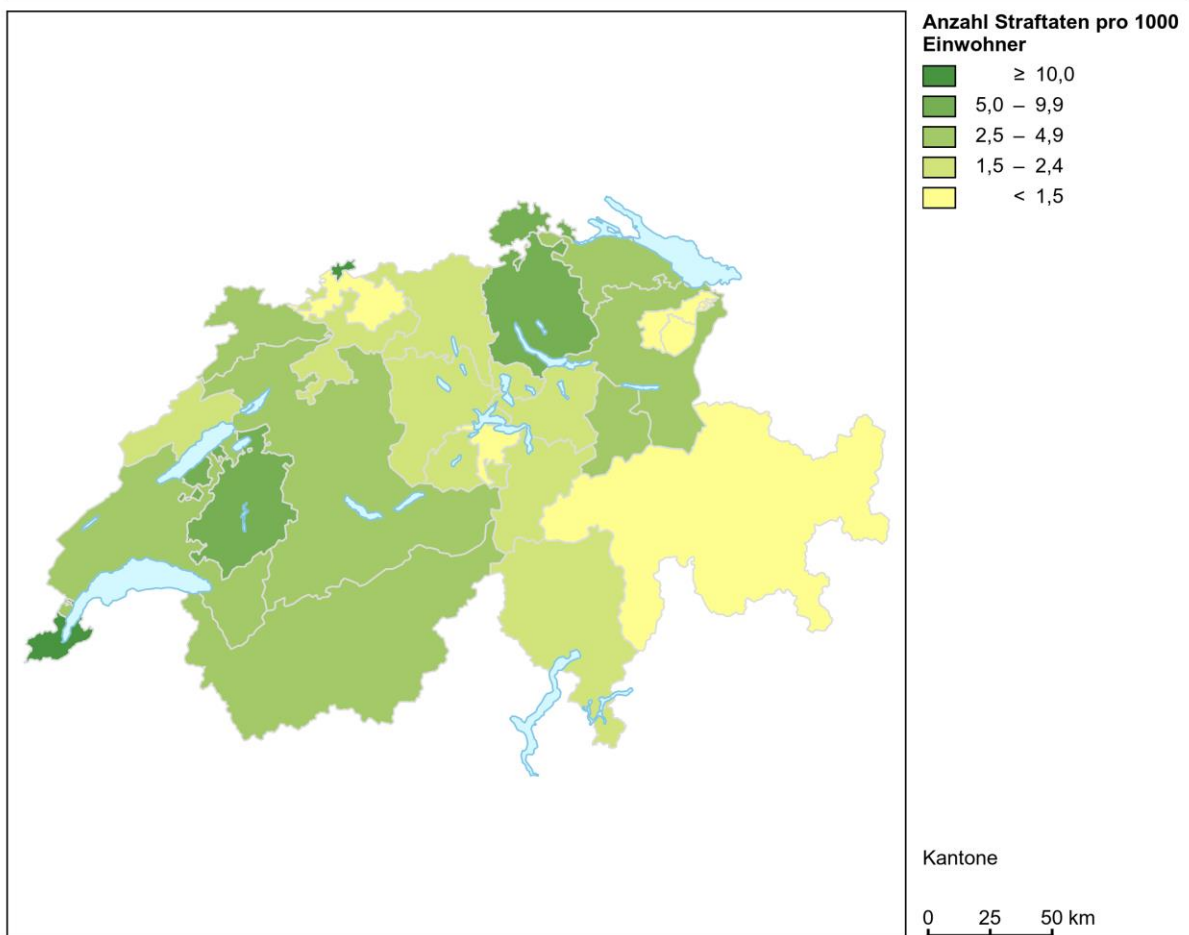 Anzahl Straftaten pro 1000
Einwohner
≥ 10,0
5,0 – 9,9
2,5 – 4,9
1,5 – 2,4
< 1,5
Kantone
0 25 50 km